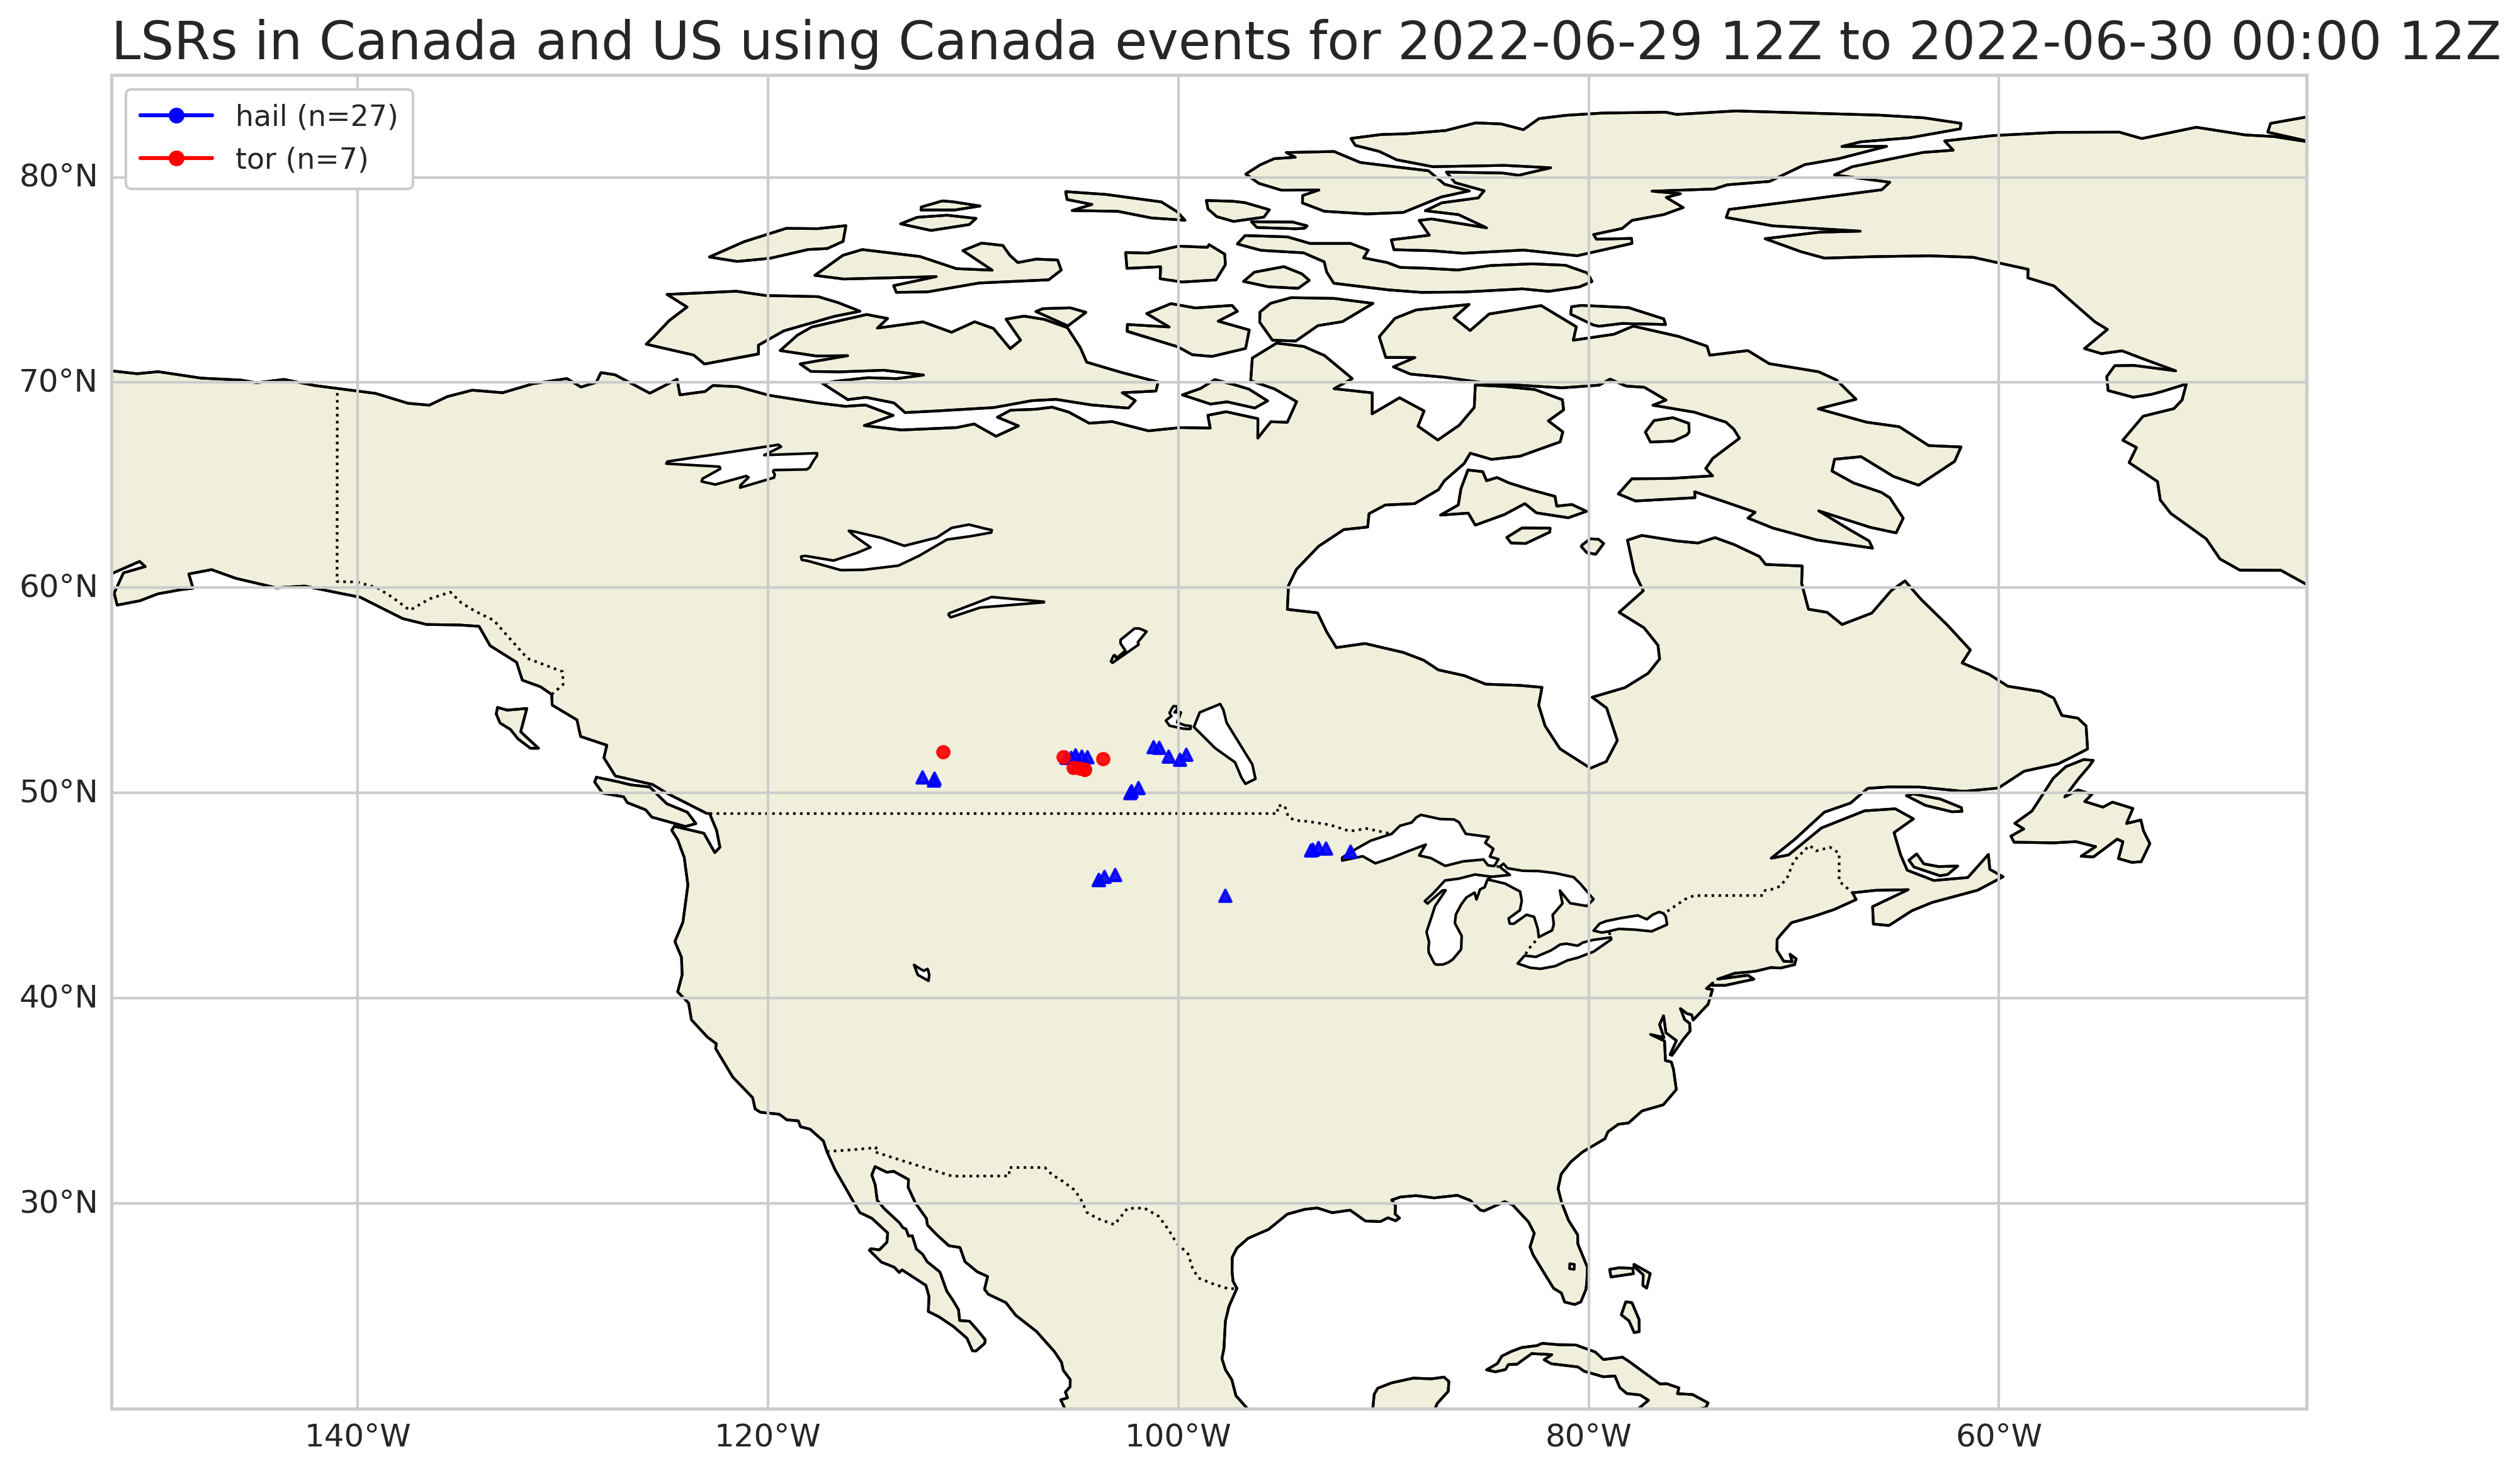 LSRs in Canada and US using Canada events for 2022-06-29 12Z to 2022-06-30 00:00 12Z
hail (n=27)
tor (n=7)
80°N
70°N
60°N
50°N
40°N
30°N
140°W
120°W
100°W
80°W
60°W